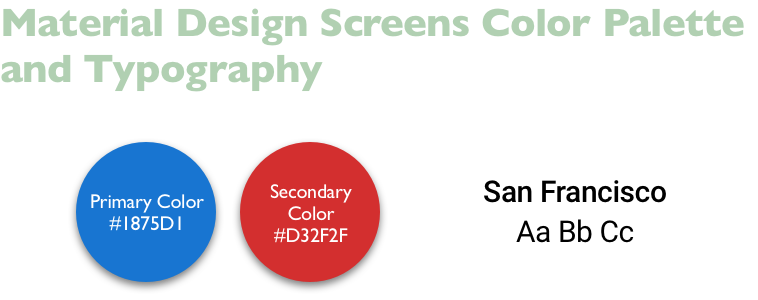 Material Design Screens Color Palette
and Typography
Primary Color
#1875D1
Secondary
Color
#D32F2F
San Francisco
Aa Bb Cc